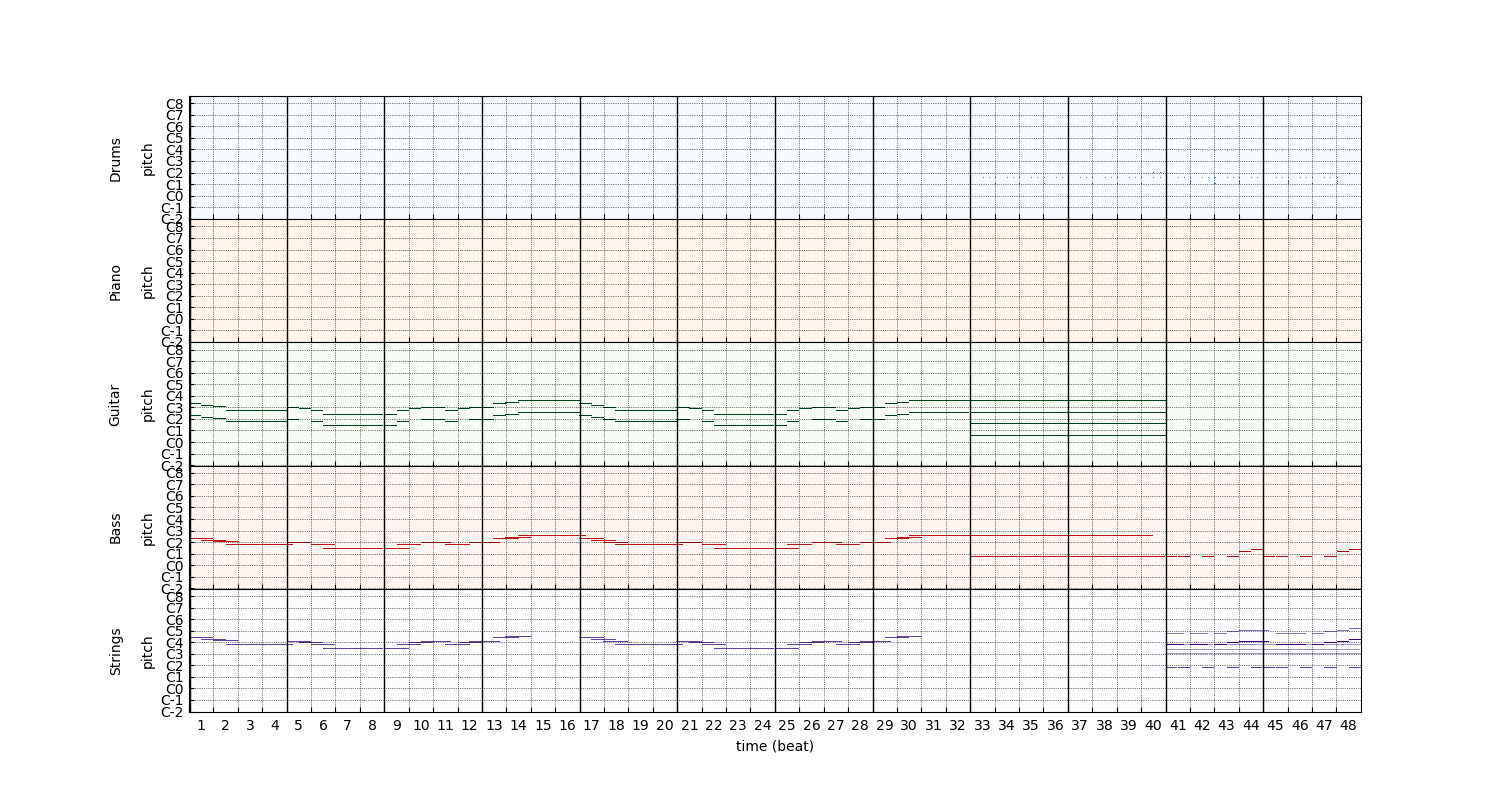 Drums
pitch
C8
C7
C6
C5
C4
C3
C2
C1
C0
C-1
C-2
Piano
pitch
C8
C7
C6
C5
C4
C3
C2
C1
C0
C-1
C-2
Guitar
pitch
C8
C7
C6
C5
C4
C3
C2
C1
C0
C-1
C-2
Bass
pitch
C8
C7
C6
C5
C4
C3
C2
C1
C0
C-1
C-2
Strings
pitch
C8
C7
C6
C5
C4
C3
C2
C1
C0
C-1
C-2
1 2 3 4 5 6 7 8 9 10 11 12 13 14 15 16 17 18 19 20 21 22 23 24 25 26 27 28 29 30 31 32 33 34 35 36 37 38 39 40 41 42 43 44 45 46 47 48
time (beat)